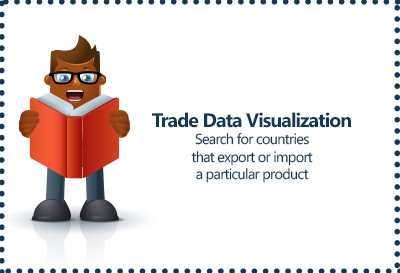 Trade Data Visualization
Search for countries
that export or import
a particular product